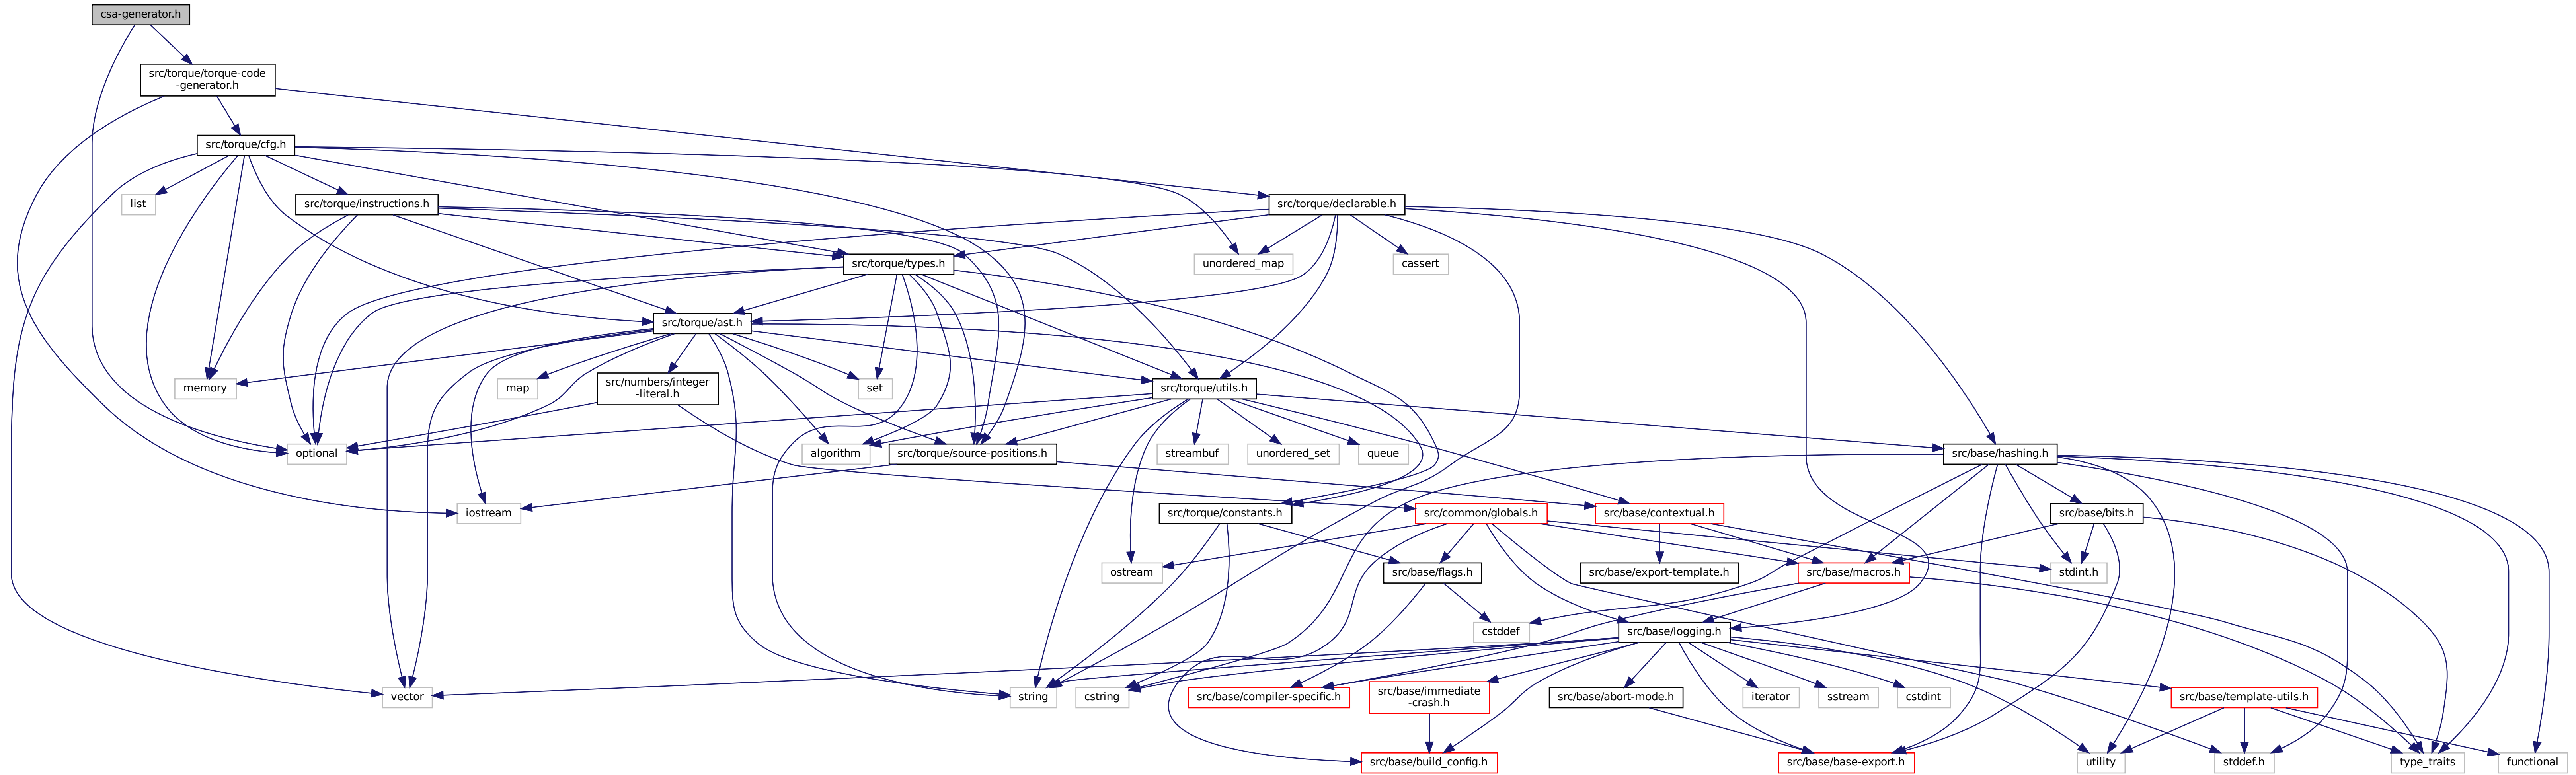 csa-generator.h
src/torque/torque-code
-generator.h
src/torque/cfg.h
list
src/torque/instructions.h
src/torque/declarable.h
src/torque/types.h
unordered_map
cassert
src/torque/ast.h
memory
map
src/numbers/integer
-literal.h
set
src/torque/utils.h
optional
algorithm
src/torque/source-positions.h
streambuf
unordered_set
queue
src/base/hashing.h
iostream
src/torque/constants.h
src/common/globals.h
src/base/contextual.h
src/base/bits.h
ostream
src/base/flags.h
src/base/export-template.h
src/base/macros.h
stdint.h
cstddef
src/base/logging.h
vector
string
cstring
src/base/compiler-specific.h
src/base/immediate
-crash.h
src/base/abort-mode.h
iterator
sstream
cstdint
src/base/template-utils.h
src/base/build_config.h
src/base/base-export.h
utility
stddef.h
type_traits
functional